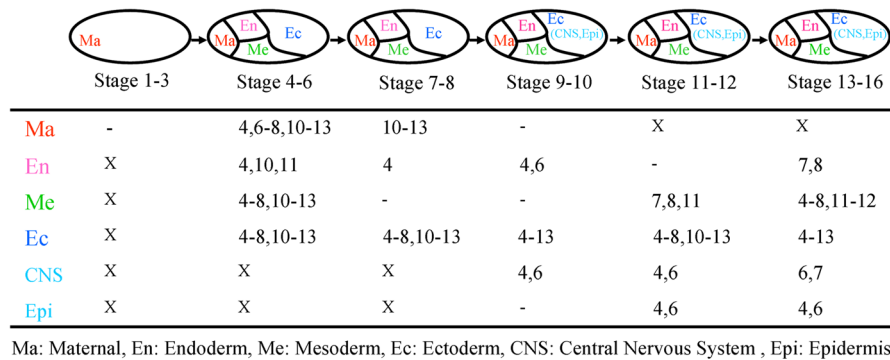 Ma
Ma En Me Ec
Ma En Me Ec
Ma En Me Ec (CNS,Epi)
Ma En Me Ec (CNS,Epi)
Ma En Me Ec (CNS,Epi)
Stage 1-3 Stage 4-6 Stage 7-8 Stage 9-10 Stage 11-12 Stage 13-16
Ma - 4,6-8,10-13 10-13 - X X
En X 4,10,11 4 4,6 - 7,8
Me X 4-8,10-13 - - 7,8,11 4-8,11-12
Ec X 4-8,10-13 4-8,10-13 4-13 4-8,10-13 4-13
CNS X X X 4,6 4,6 6,7
Epi X X X - 4,6 4,6
Ma: Maternal, En: Endoderm, Me: Mesoderm, Ec: Ectoderm, CNS: Central Nervous System , Epi: Epidermis